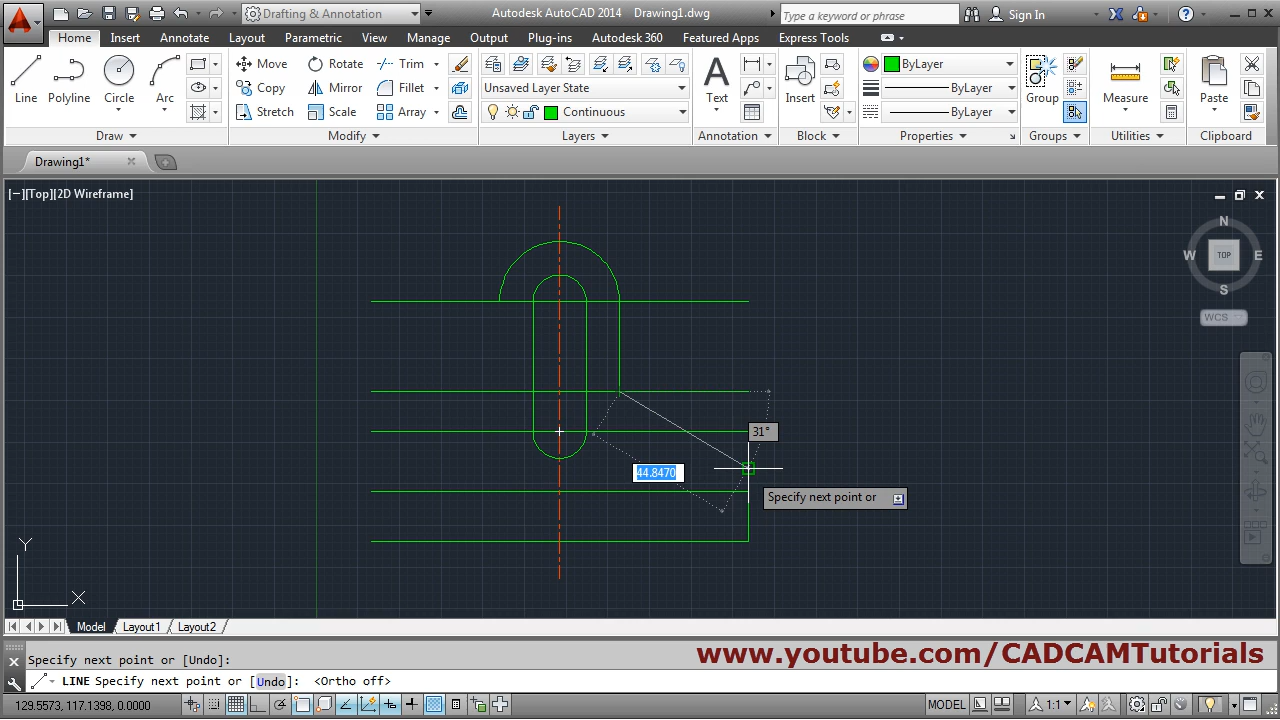 Drafting & Annotation
Autodesk AutoCAD 2014 Drawing1.dwg
Type a keyword or phrase
Sign In
Home Insert Annotate Layout Parametric View Manage Output Plug-ins Autodesk 360 Featured Apps Express Tools
Line
Polyline
Circle
Arc
Draw
Move
Rotate
Trim
Copy
Mirror
Fillet
Stretch
Scale
Array
Modify
Unsaved Layer State
Continuous
Layers
Text
Annotation
Insert
Block
ByLayer
ByLayer
ByLayer
Properties
Group
Groups
Measure
Utilities
Paste
Clipboard
Drawing1*
[−][Top][2D Wireframe]
N
W
TOP
E
S
WCS
31°
44.8470
Specify next point or
Y
X
Model Layout1 Layout2
Specify next point or [Undo]:
LINE Specify next point or [Undo]: <Ortho off>
www.youtube.com/CADCAMTutorials
129.5573, 117.1398, 0.0000
MODEL
1:1